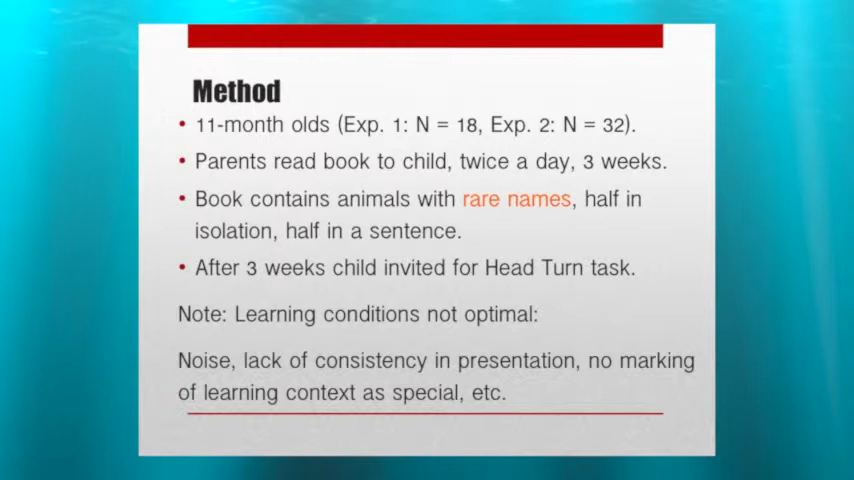 Method
• 11-month olds (Exp. 1: N = 18, Exp. 2: N = 32).
• Parents read book to child, twice a day, 3 weeks.
• Book contains animals with rare names, half in
isolation, half in a sentence.
• After 3 weeks child invited for Head Turn task.
Note: Learning conditions not optimal:
Noise, lack of consistency in presentation, no marking
of learning context as special, etc.